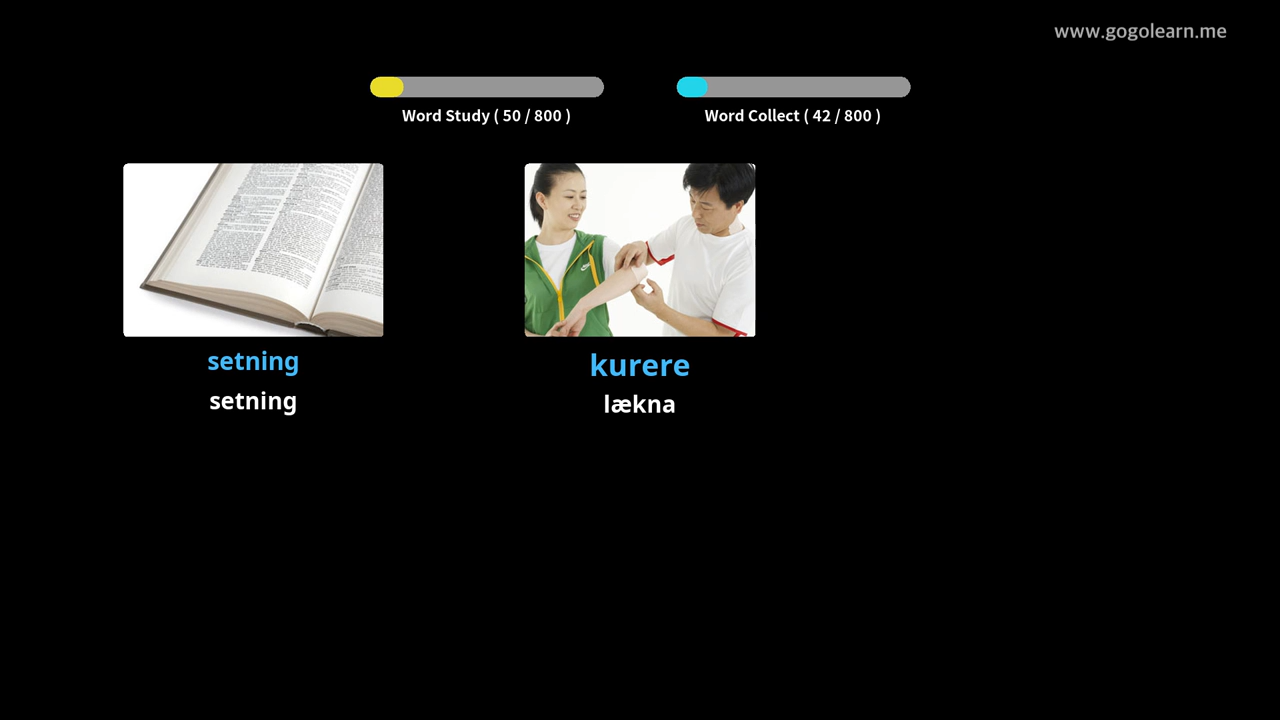 www.gogolearn.me
Word Study ( 50 / 800 )
Word Collect ( 42 / 800 )
setning
setning
kurere
lækna